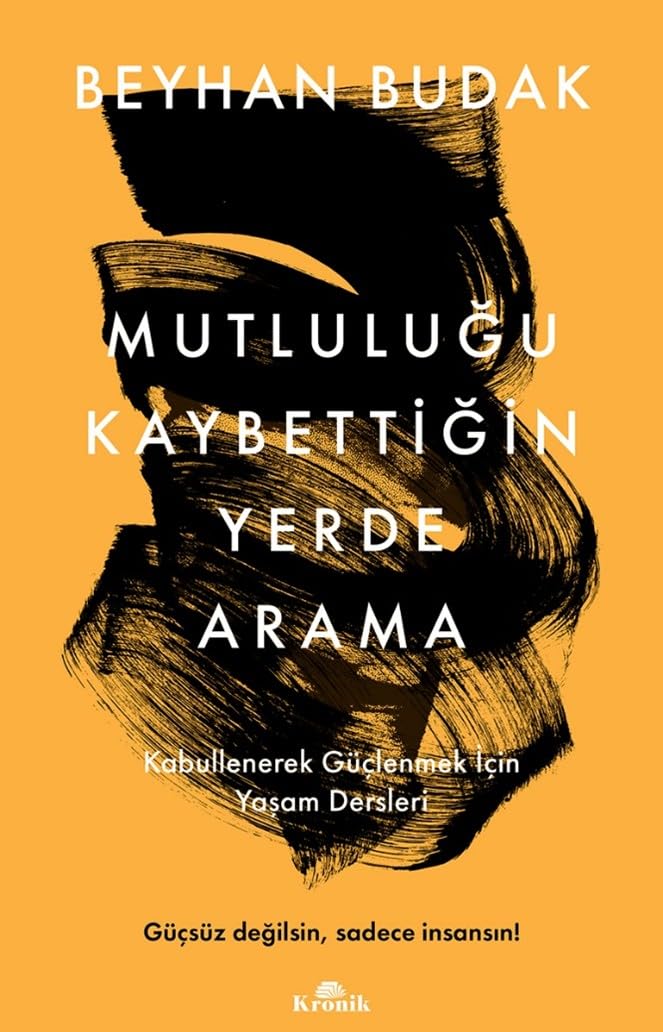 BEYHAN BUDAK
MUTLULUĞU
KAYBETTİĞİN
YERDE
ARAMA
Kabullenerek Güçlenmek İçin
Yaşam Dersleri
Güçsüz değilsin, sadece insansın!
Kronik